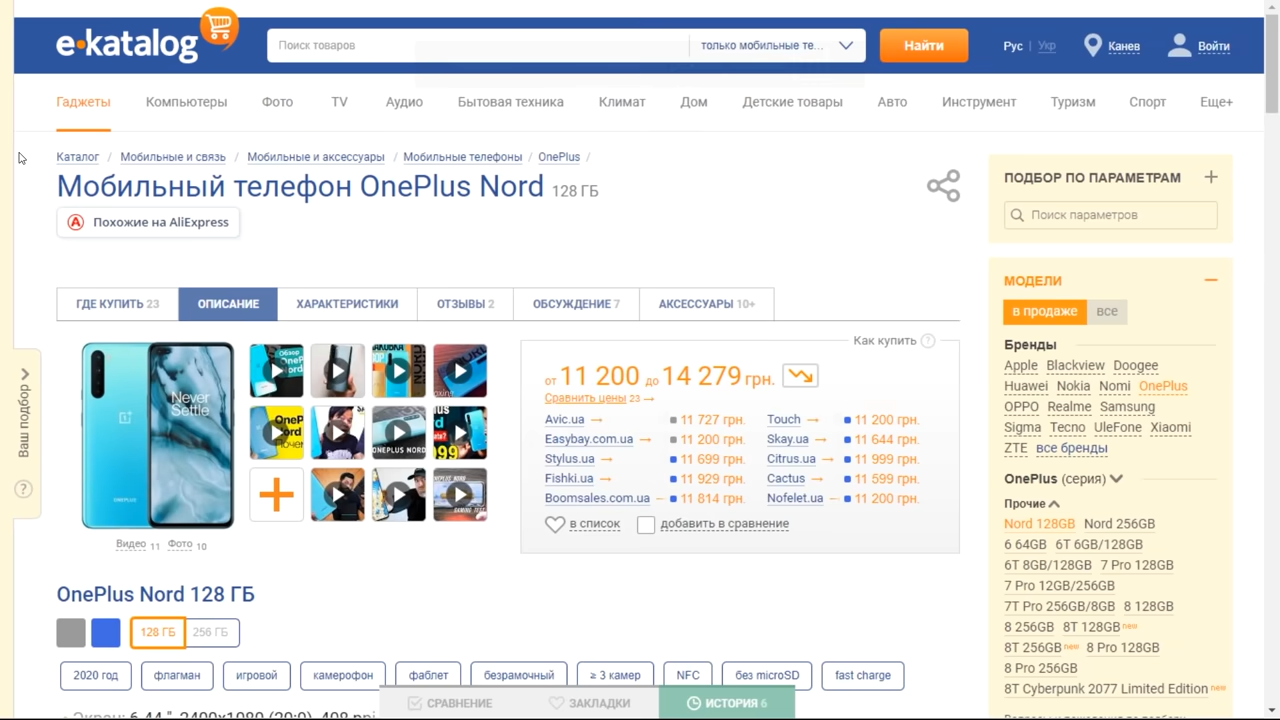 e·katalog
Поиск товаров
только мобильные те...
Найти
Рус | Укр
Канев
Войти
Гаджеты Компьютеры Фото TV Аудио Бытовая техника Климат Дом Детские товары Авто Инструмент Туризм Спорт Еще+
Каталог / Мобильные и связь / Мобильные и аксессуары / Мобильные телефоны / OnePlus /
Мобильный телефон OnePlus Nord 128 ГБ
Похожие на AliExpress
ГДЕ КУПИТЬ 23 ОПИСАНИЕ ХАРАКТЕРИСТИКИ ОТЗЫВЫ 2 ОБСУЖДЕНИЕ 7 АКСЕССУАРЫ 10+
Never
Settle
ONEPLUS
Видео 11 Фото 10
Как купить ?
от 11 200 до 14 279 грн.
Сравнить цены 23 →
Avic.ua → 11 727 грн. Touch → 11 200 грн.
Easybay.com.ua → 11 200 грн. Skay.ua → 11 644 грн.
Stylus.ua → 11 699 грн. Citrus.ua → 11 999 грн.
Fishki.ua → 11 929 грн. Cactus → 11 599 грн.
Boomsales.com.ua → 11 814 грн. Nofelet.ua → 11 200 грн.
в список добавить в сравнение
OnePlus Nord 128 ГБ
128 ГБ 256 ГБ
2020 год флагман игровой камерофон фаблет безрамочный ≥ 3 камер NFC без microSD fast charge
Экран: 6.44 ", 2400x1080 (20:9), 408 ppi
СРАВНЕНИЕ ЗАКЛАДКИ ИСТОРИЯ 6
Ваш подбор
?
ПОДБОР ПО ПАРАМЕТРАМ +
Поиск параметров
МОДЕЛИ
в продаже все
Бренды
Apple Blackview Doogee
Huawei Nokia Nomi OnePlus
OPPO Realme Samsung
Sigma Tecno UleFone Xiaomi
ZTE все бренды
OnePlus (серия)
Прочие
Nord 128GB Nord 256GB
6 64GB 6T 6GB/128GB
6T 8GB/128GB 7 Pro 128GB
7 Pro 12GB/256GB
7T Pro 256GB/8GB 8 128GB
8 256GB 8T 128GB new
8T 256GB new 8 Pro 128GB
8 Pro 256GB
8T Cyberpunk 2077 Limited Edition new